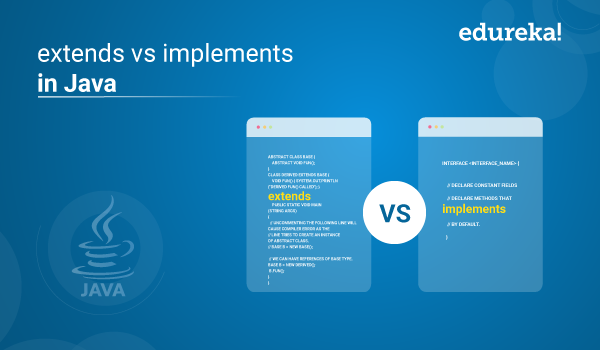 edureka!
extends vs implements
in Java
ABSTRACT CLASS BASE {
ABSTRACT VOID FUN();
}
CLASS DERIVED EXTENDS BASE {
VOID FUN() { SYSTEM.OUT.PRINTLN
("DERIVED FUN() CALLED"); }
extends
PUBLIC STATIC VOID MAIN
(STRING ARGS)
{
// UNCOMMENTING THE FOLLOWING LINE WILL
CAUSE COMPILER ERROR AS THE
// LINE TRIES TO CREATE AN INSTANCE
OF ABSTRACT CLASS.
// BASE B = NEW BASE();
// WE CAN HAVE REFERENCES OF BASE TYPE.
BASE B = NEW DERIVED();
B.FUN();
}
}
VS
INTERFACE <INTERFACE_NAME> {
// DECLARE CONSTANT FIELDS
// DECLARE METHODS THAT
implements
// BY DEFAULT.
}
JAVA